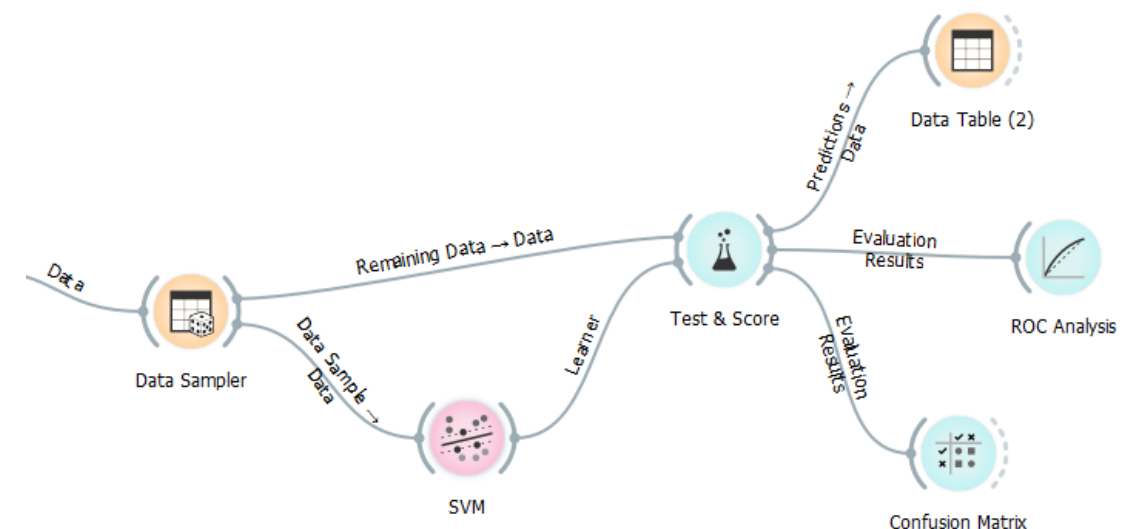 Data Table (2)
Predictions →
Data
Remaining Data → Data
Evaluation
Results
Data
Test & Score
ROC Analysis
Data Sampler
Data Sample →
Data
Learner
Evaluation
Results
SVM
Confusion Matrix